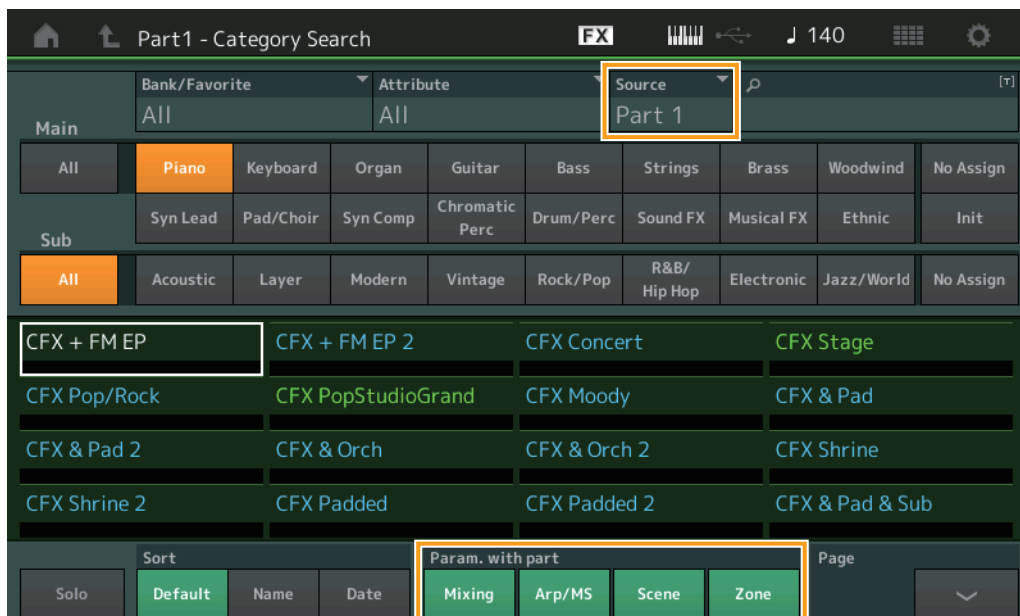 Part1 - Category Search FX ♩ 140
Bank/Favorite Attribute Source [T]
Main All All Part 1
All Piano Keyboard Organ Guitar Bass Strings Brass Woodwind No Assign
Syn Lead Pad/Choir Syn Comp Chromatic Perc Drum/Perc Sound FX Musical FX Ethnic Init
Sub
All Acoustic Layer Modern Vintage Rock/Pop R&B/ Hip Hop Electronic Jazz/World No Assign
CFX + FM EP CFX + FM EP 2 CFX Concert CFX Stage
CFX Pop/Rock CFX PopStudioGrand CFX Moody CFX & Pad
CFX & Pad 2 CFX & Orch CFX & Orch 2 CFX Shrine
CFX Shrine 2 CFX Padded CFX Padded 2 CFX & Pad & Sub
Sort Param. with part Page
Solo Default Name Date Mixing Arp/MS Scene Zone